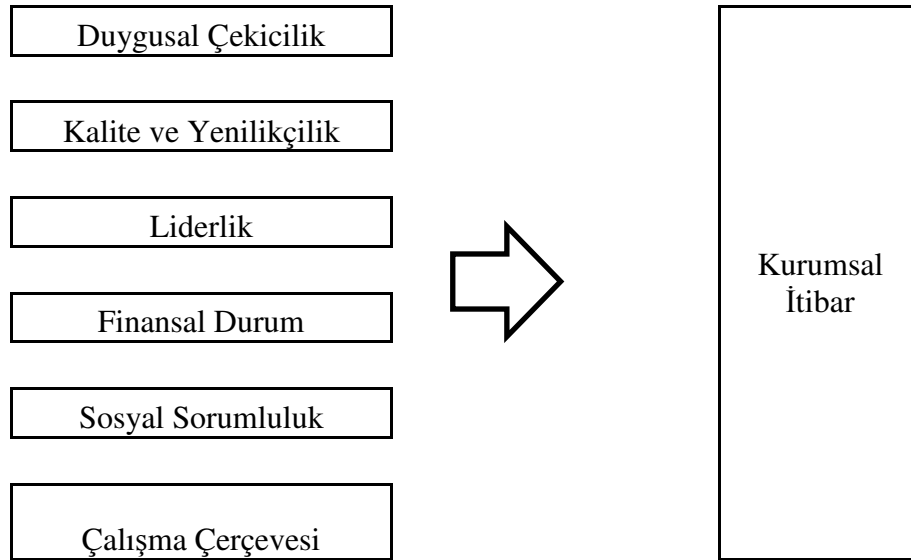 Duygusal Çekicilik
Kalite ve Yenilikçilik
Liderlik
Finansal Durum
Sosyal Sorumluluk
Çalışma Çerçevesi
Kurumsal
İtibar